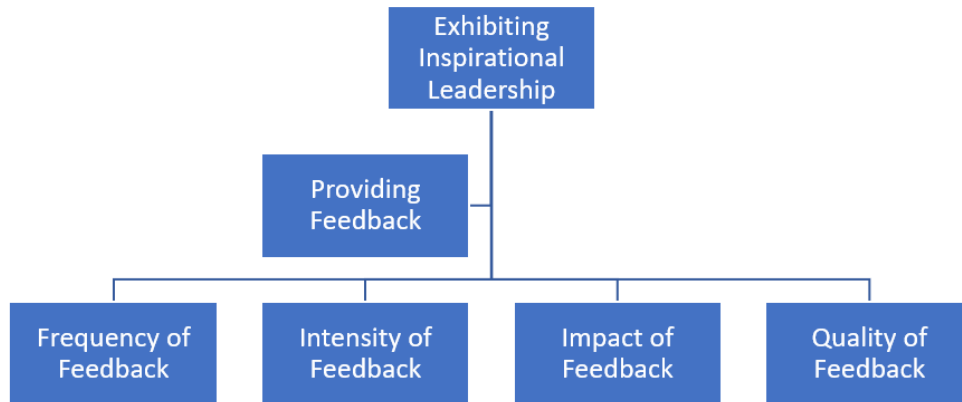 Exhibiting
Inspirational
Leadership
Providing
Feedback
Frequency of
Feedback
Intensity of
Feedback
Impact of
Feedback
Quality of
Feedback